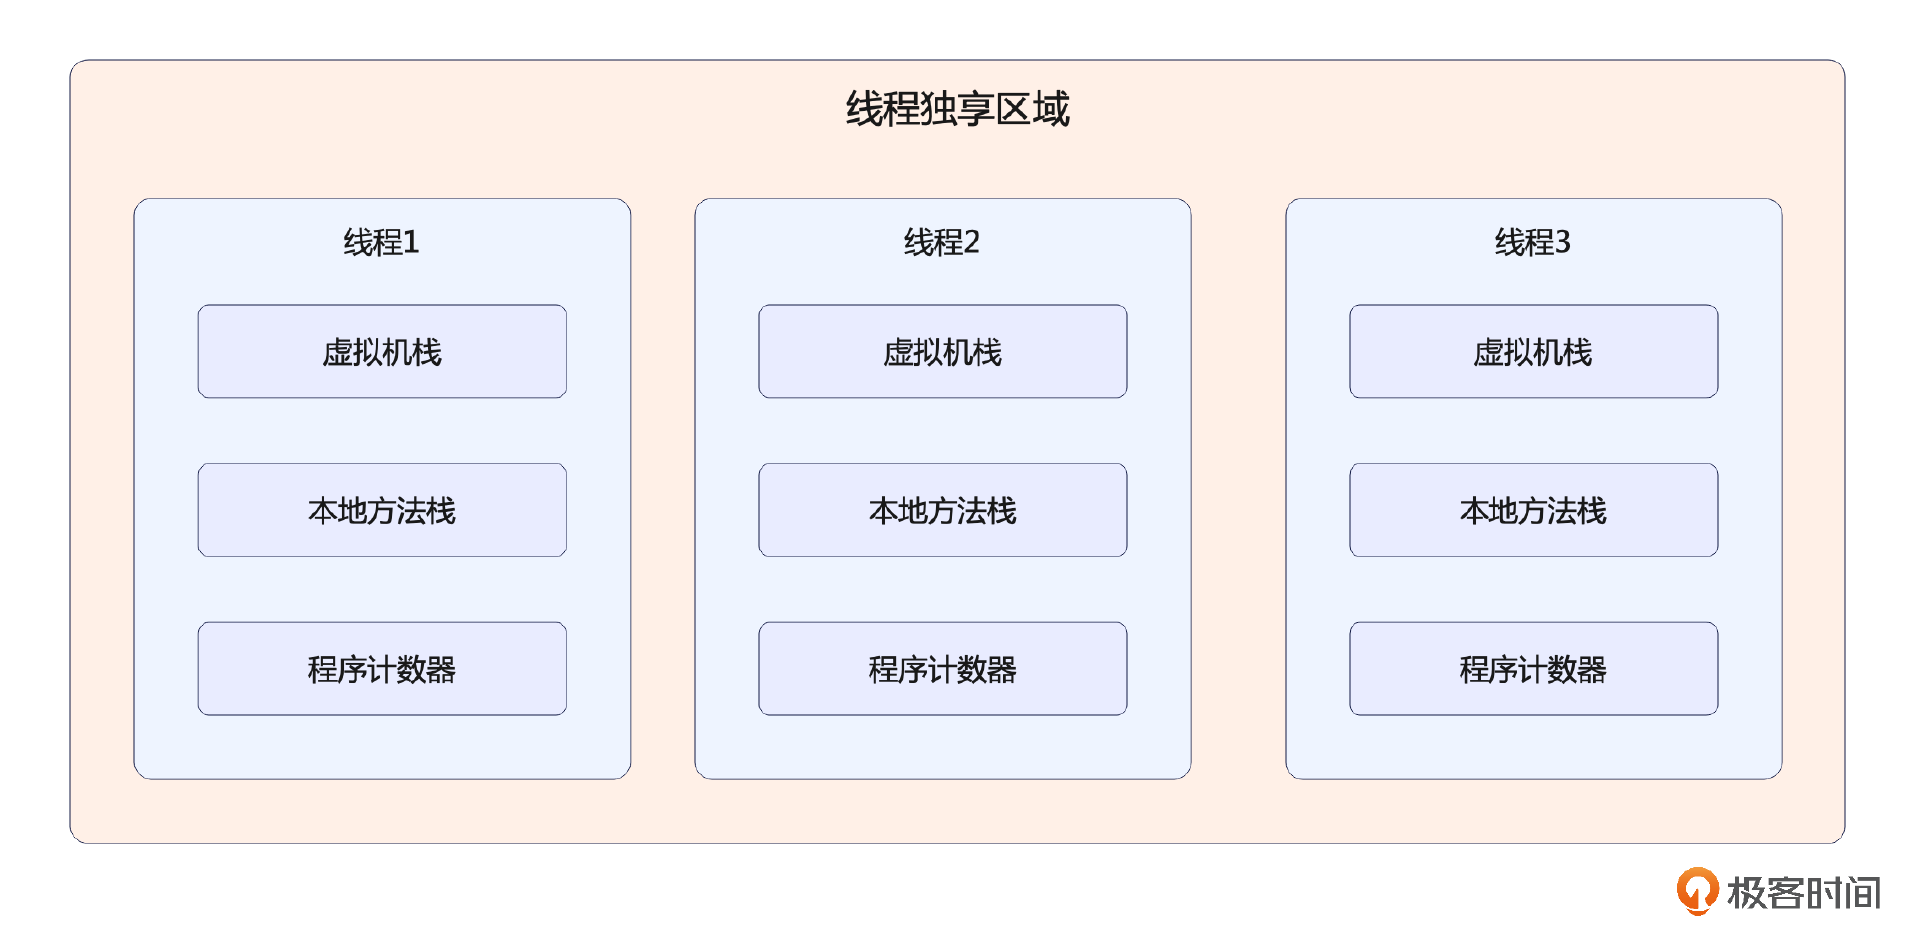 线程独享区域
线程1
虚拟机栈
本地方法栈
程序计数器
线程2
虚拟机栈
本地方法栈
程序计数器
线程3
虚拟机栈
本地方法栈
程序计数器
极客时间